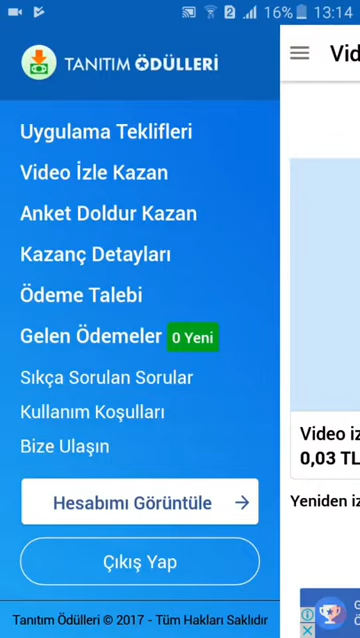 16% 13:14
TANITIM ÖDÜLLERİ
Uygulama Teklifleri
Video İzle Kazan
Anket Doldur Kazan
Kazanç Detayları
Ödeme Talebi
Gelen Ödemeler 0 Yeni
Sıkça Sorulan Sorular
Kullanım Koşulları
Bize Ulaşın
Hesabımı Görüntüle
Çıkış Yap
Tanıtım Ödülleri © 2017 - Tüm Hakları Saklıdır
Vid
Video iz
0,03 TL
Yeniden iz